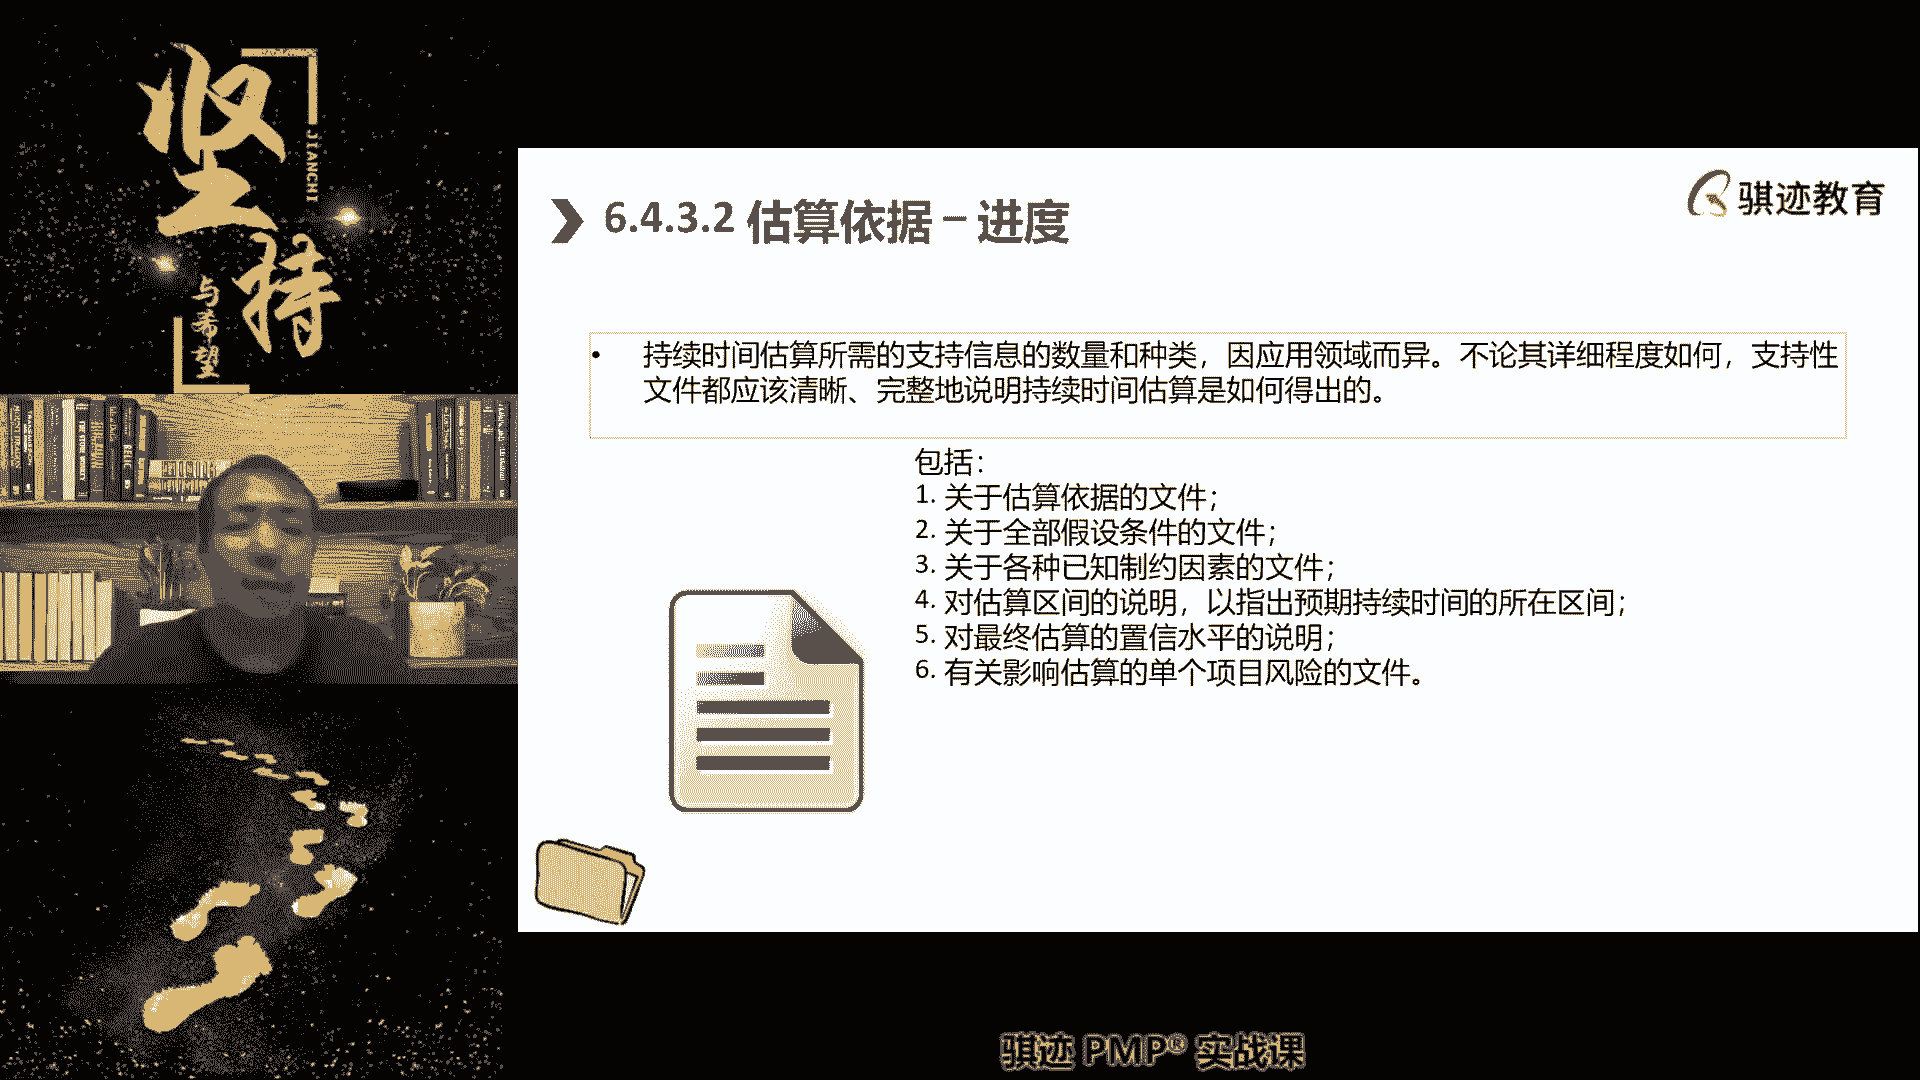 坚持
JIANCHI
与希望
骐迹教育
6.4.3.2 估算依据 – 进度
• 持续时间估算所需的支持信息的数量和种类，因应用领域而异。不论其详细程度如何，支持性
文件都应该清晰、完整地说明持续时间估算是如何得出的。
包括：
1. 关于估算依据的文件；
2. 关于全部假设条件的文件；
3. 关于各种已知制约因素的文件；
4. 对估算区间的说明，以指出预期持续时间的所在区间；
5. 对最终估算的置信水平的说明；
6. 有关影响估算的单个项目风险的文件。
骐迹 PMP® 实战课